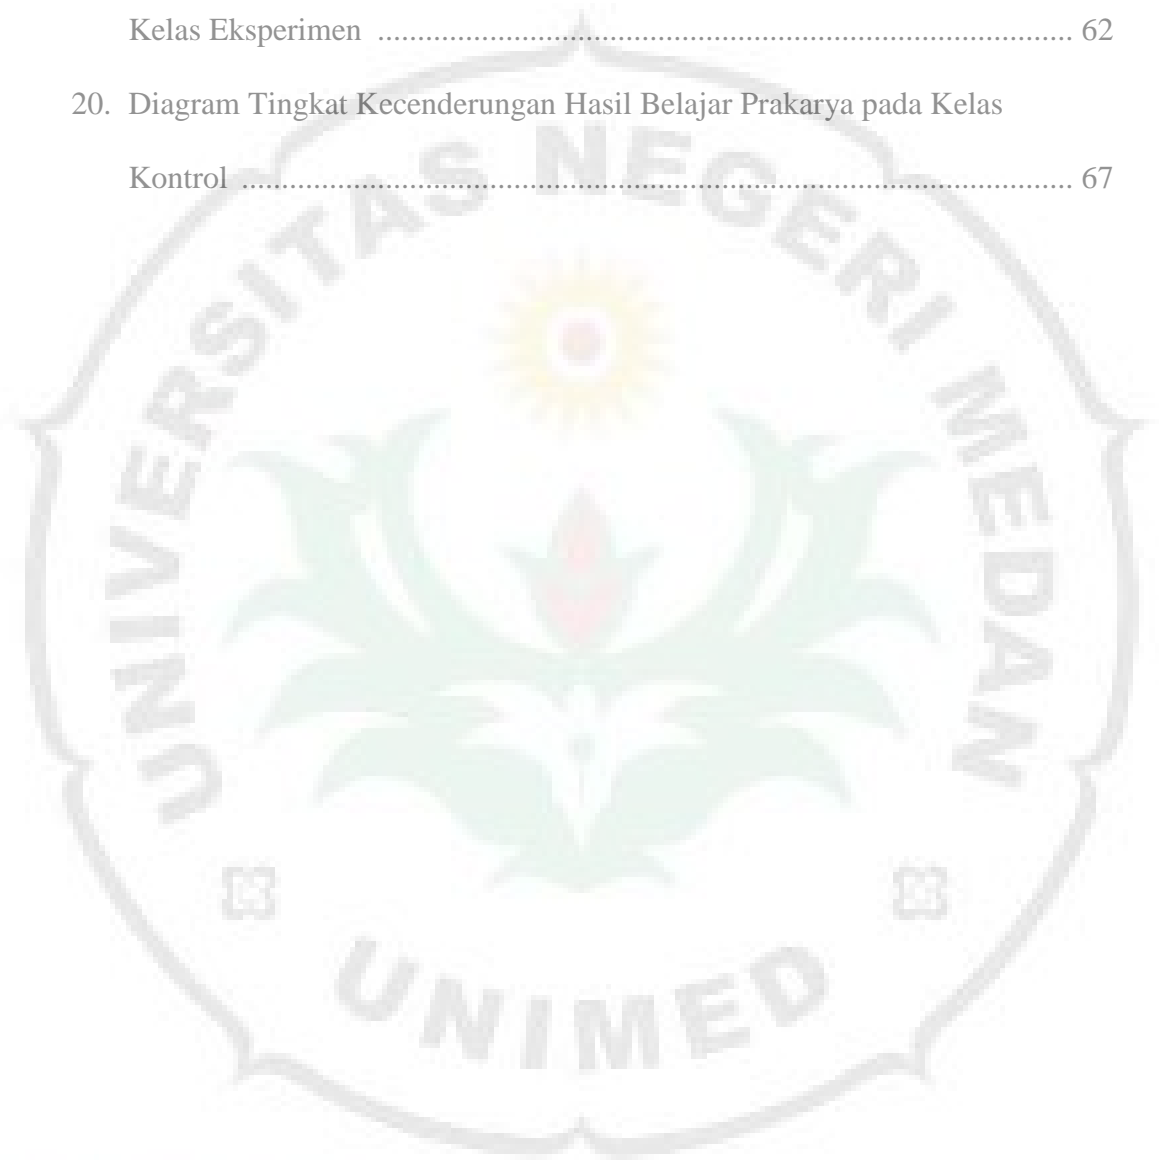 Kelas Eksperimen ........................................................................................ 62
20. Diagram Tingkat Kecenderungan Hasil Belajar Prakarya pada Kelas
Kontrol ......................................................................................................... 67
UNIVERSITAS NEGERI MEDAN
UNIMED